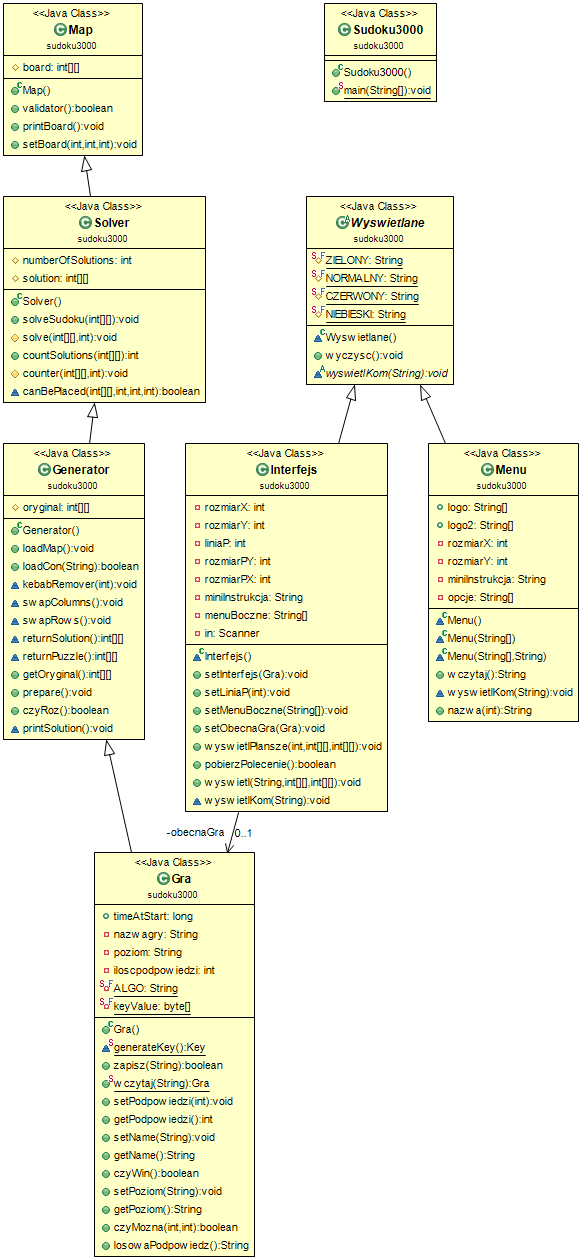 <<Java Class>>
Map
sudoku3000
board: int[][]
Map()
validator():boolean
printBoard():void
setBoard(int,int,int):void
<<Java Class>>
Sudoku3000
sudoku3000
Sudoku3000()
main(String[]):void
<<Java Class>>
Solver
sudoku3000
numberOfSolutions: int
solution: int[][]
Solver()
solveSudoku(int[][]):void
solve(int[][],int):void
countSolutions(int[][]):int
counter(int[][],int):void
canBePlaced(int[][],int,int,int):boolean
<<Java Class>>
Wyswietlane
sudoku3000
ZIELONY: String
NORMALNY: String
CZERWONY: String
NIEBIESKI: String
Wyswietlane()
wyczysc():void
wyswietlKom(String):void
<<Java Class>>
Generator
sudoku3000
oryginal: int[][]
Generator()
loadMap():void
loadCon(String):boolean
kebabRemover(int):void
swapColumns():void
swapRows():void
returnSolution():int[][]
returnPuzzle():int[][]
getOryginal():int[][]
prepare():void
czyRoz():boolean
printSolution():void
<<Java Class>>
Interfejs
sudoku3000
rozmiarX: int
rozmiarY: int
liniaP: int
rozmiarPY: int
rozmiarPX: int
miniInstrukcja: String
menuBoczne: String[]
in: Scanner
Interfejs()
setInterfejs(Gra):void
setLiniaP(int):void
setMenuBoczne(String[]):void
setObecnaGra(Gra):void
wyswietlPlansze(int,int[][],int[][]):void
pobierzPolecenie():boolean
wyswietl(String,int[][],int[][]):void
wyswietlKom(String):void
<<Java Class>>
Menu
sudoku3000
logo: String[]
logo2: String[]
rozmiarX: int
rozmiarY: int
miniInstrukcja: String
opcje: String[]
Menu()
Menu(String[])
Menu(String[],String)
wczytaj():String
wyswietlKom(String):void
nazwa(int):String
-obecnaGra 0..1
<<Java Class>>
Gra
sudoku3000
timeAtStart: long
nazwagry: String
poziom: String
iloscpodpowiedzi: int
ALGO: String
keyValue: byte[]
Gra()
generateKey():Key
zapisz(String):boolean
wczytaj(String):Gra
setPodpowiedzi(int):void
getPodpowiedzi():int
setName(String):void
getName():String
czyWin():boolean
setPoziom(String):void
getPoziom():String
czyMozna(int,int):boolean
losowaPodpowiedz():String